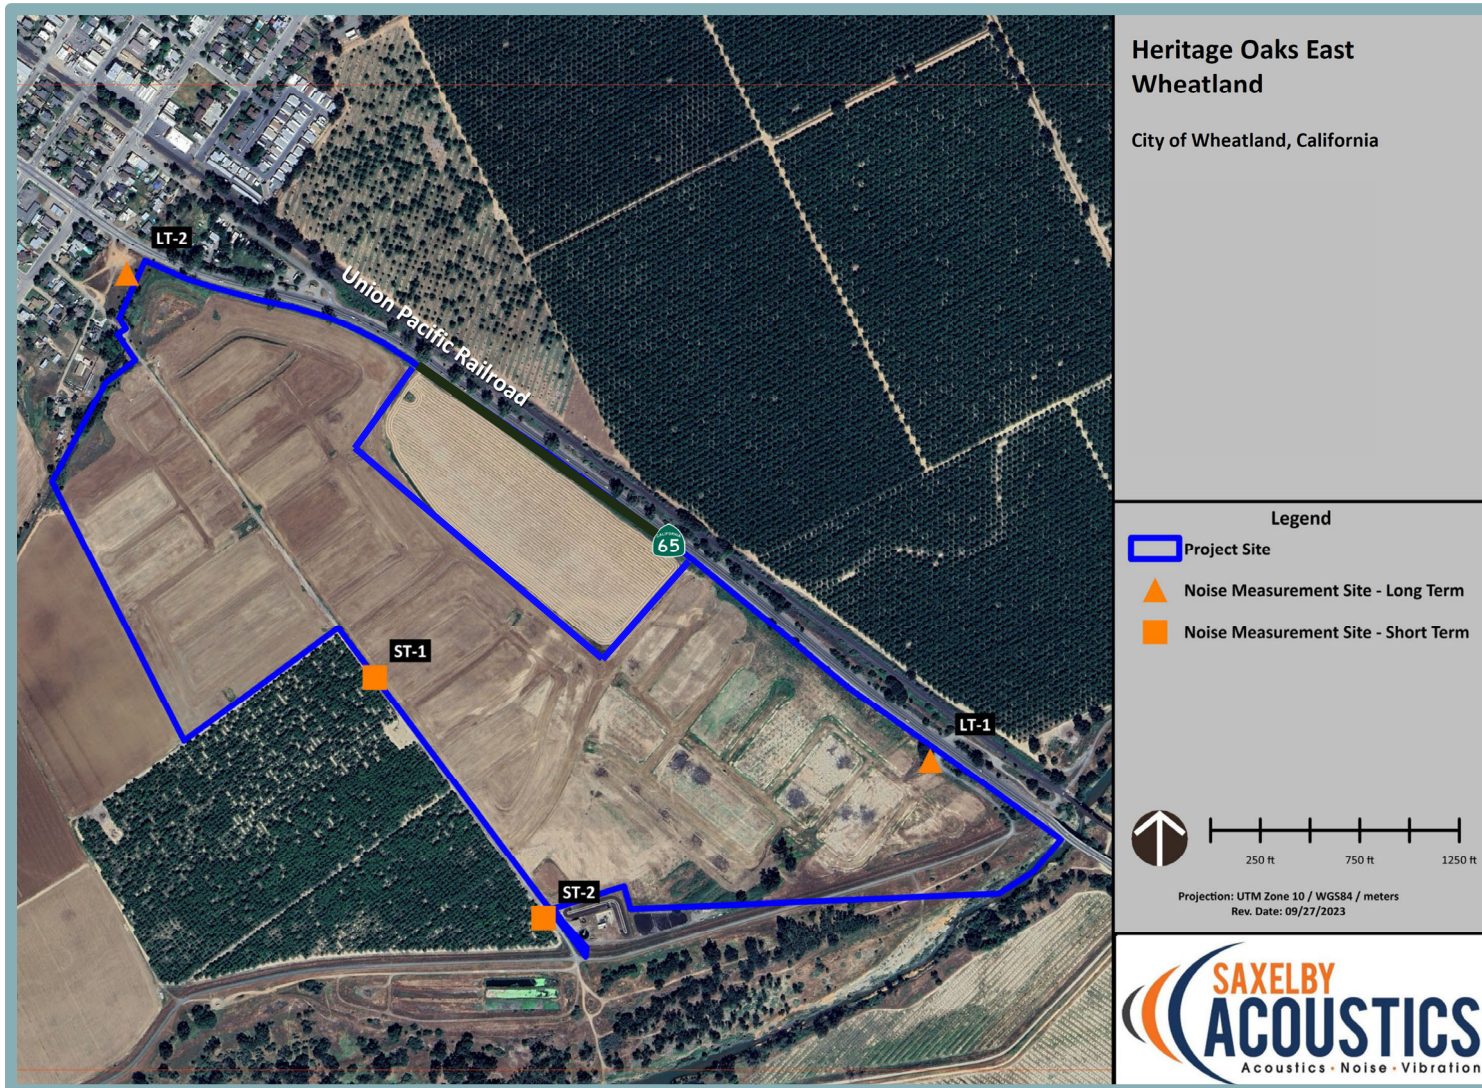 Heritage Oaks East
Wheatland
City of Wheatland, California
LT-2
Union Pacific Railroad
CALIFORNIA
65
ST-1
LT-1
ST-2
Legend
Project Site
Noise Measurement Site - Long Term
Noise Measurement Site - Short Term
250 ft 750 ft 1250 ft
Projection: UTM Zone 10 / WGS84 / meters
Rev. Date: 09/27/2023
SAXELBY
ACOUSTICS
Acoustics • Noise • Vibration